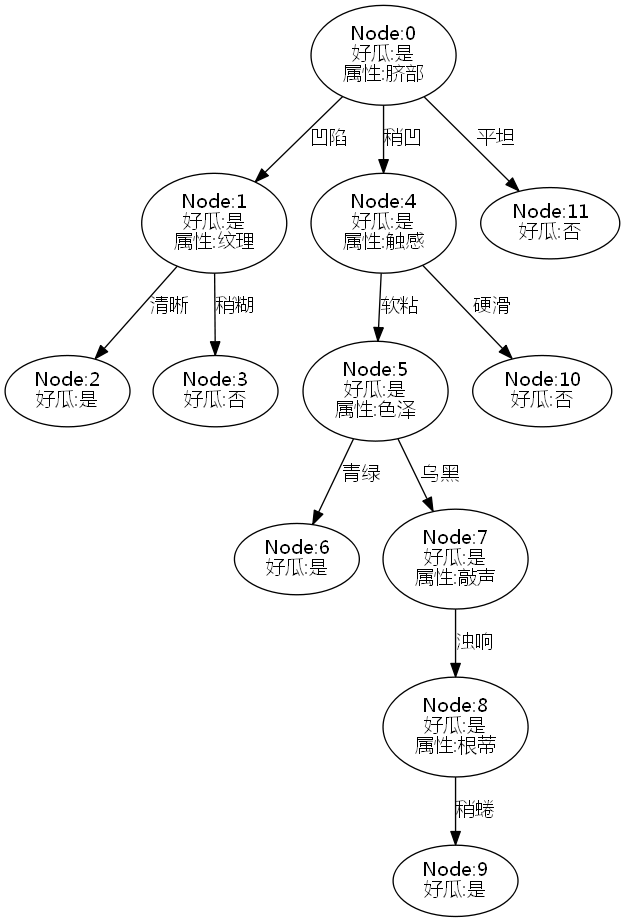 Node:0
好瓜:是
属性:脐部
凹陷
稍凹
平坦
Node:1
好瓜:是
属性:纹理
Node:4
好瓜:是
属性:触感
Node:11
好瓜:否
清晰
稍糊
软粘
硬滑
Node:2
好瓜:是
Node:3
好瓜:否
Node:5
好瓜:是
属性:色泽
Node:10
好瓜:否
青绿
乌黑
Node:6
好瓜:是
Node:7
好瓜:是
属性:敲声
浊响
Node:8
好瓜:是
属性:根蒂
稍蜷
Node:9
好瓜:是